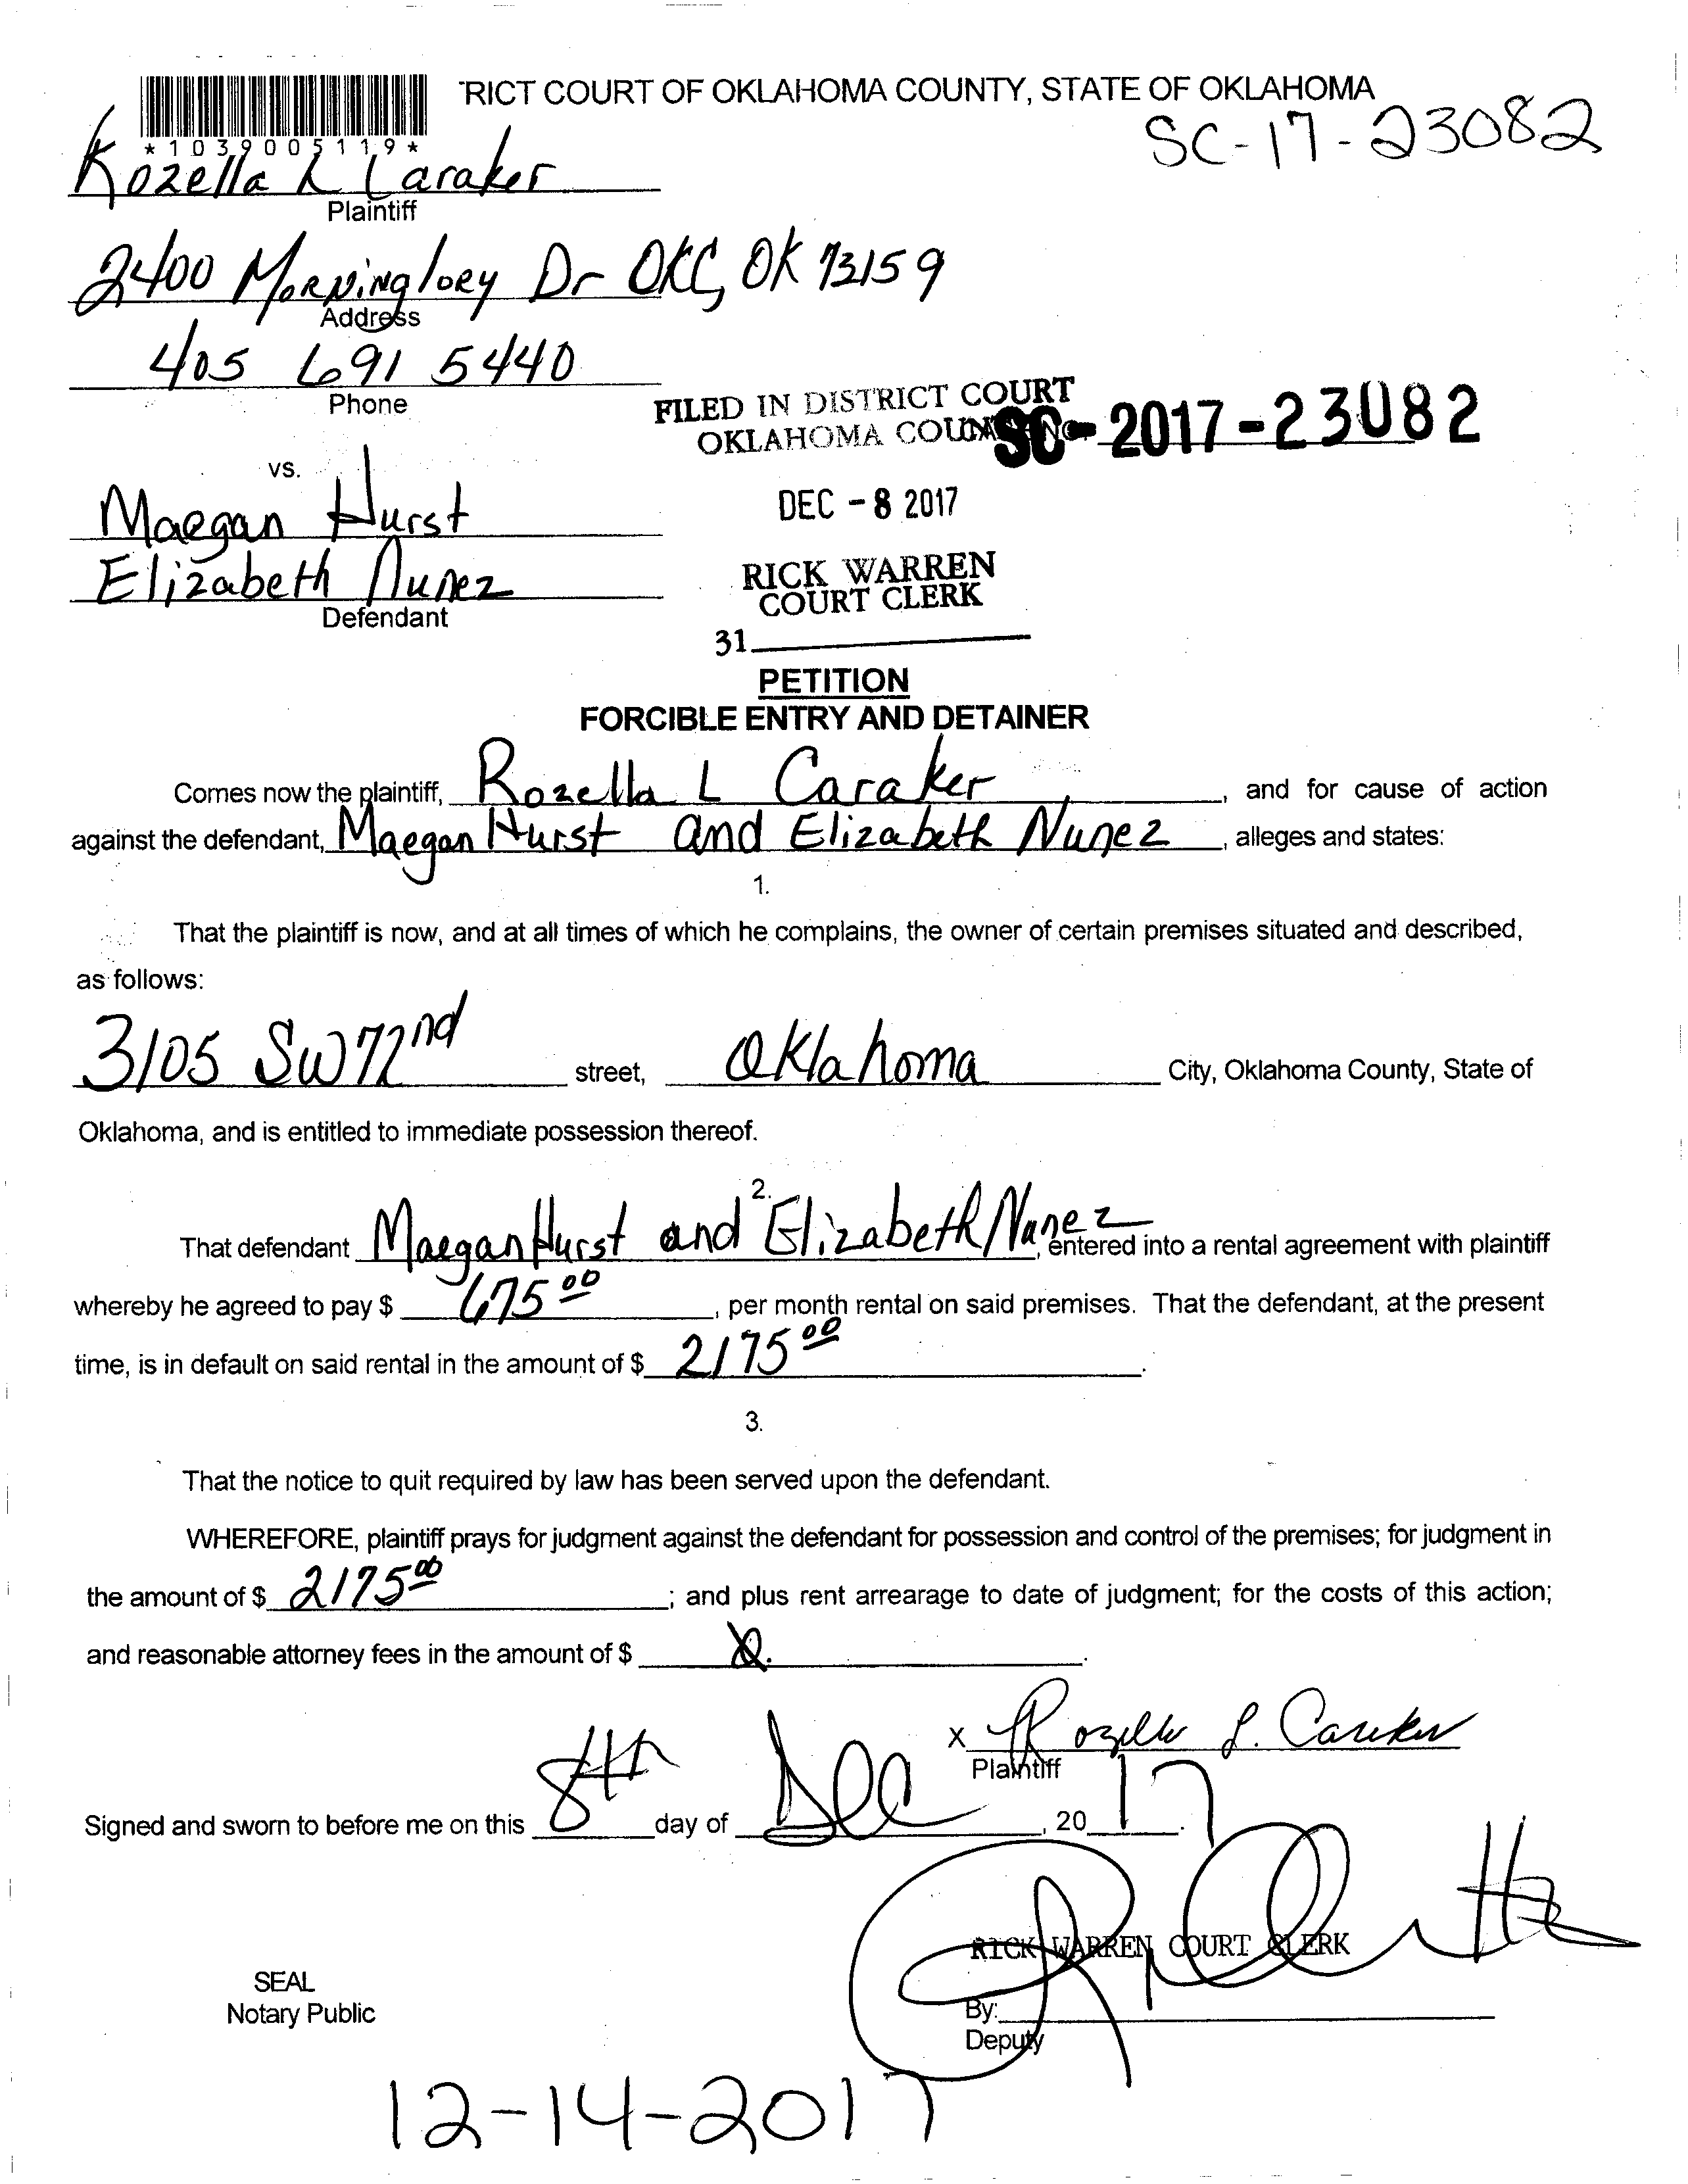 RICT COURT OF OKLAHOMA COUNTY, STATE OF OKLAHOMA
*1039005119*
SC-17-23082
Rozella L Caraker
Plaintiff
2400 Morninglory Dr OKC, OK 73159
Address
405 691 5440
Phone
FILED IN DISTRICT COURT
OKLAHOMA COUN
SC-2017-23082
vs.
DEC -8 2017
Maegan Hurst
RICK WARREN
COURT CLERK
Elizabeth Nunez
Defendant
31
PETITION
FORCIBLE ENTRY AND DETAINER
Comes now the plaintiff, Rozella L Caraker, and for cause of action
against the defendant, Maegan Hurst and Elizabeth Nunez, alleges and states:
1.
That the plaintiff is now, and at all times of which he complains, the owner of certain premises situated and described,
as follows:
3105 SW 72nd street, Oklahoma City, Oklahoma County, State of
Oklahoma, and is entitled to immediate possession thereof.
2.
That defendant Maegan Hurst and Elizabeth Nunez, entered into a rental agreement with plaintiff
whereby he agreed to pay $ 675 00, per month rental on said premises. That the defendant, at the present
time, is in default on said rental in the amount of $ 2175 00.
3.
That the notice to quit required by law has been served upon the defendant.
WHEREFORE, plaintiff prays for judgment against the defendant for possession and control of the premises; for judgment in
the amount of $ 2175 00; and plus rent arrearage to date of judgment; for the costs of this action;
and reasonable attorney fees in the amount of $
X Rozella L. Caraker
Plaintiff
Signed and sworn to before me on this 8th day of Dec, 20 17.
RICK WARREN COURT CLERK
SEAL
Notary Public
By:
Deputy
12-14-2017